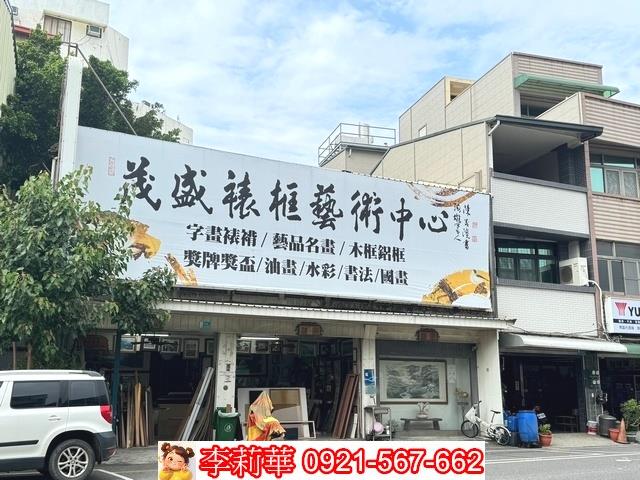 茂盛裱框藝術中心
字畫裱褙/藝品名畫/木框鋁框
獎牌獎盃/油畫/水彩/書法/國畫
YU
李莉華 0921-567-662